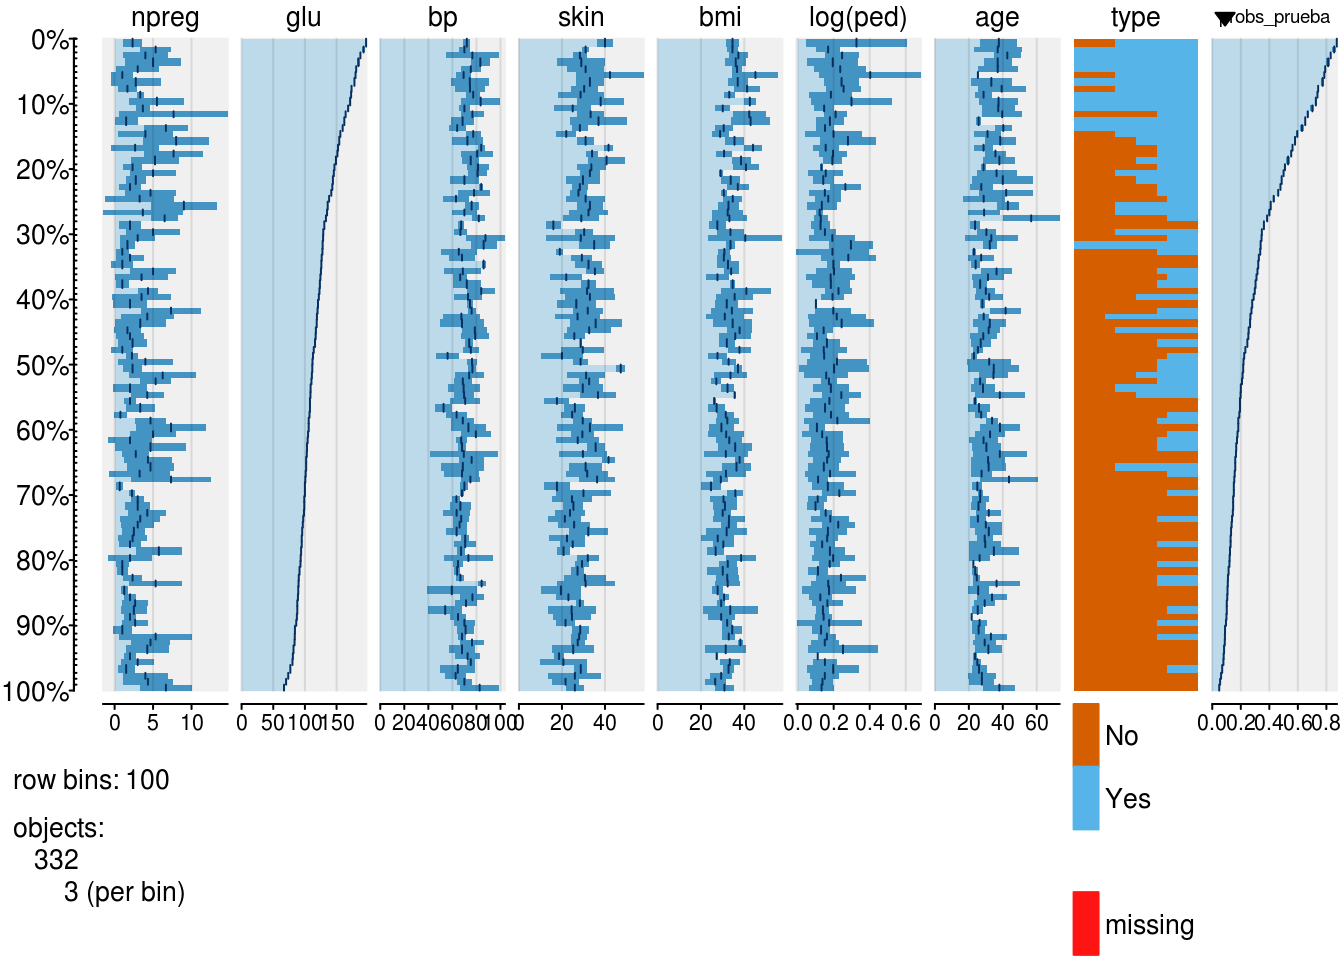 npreg glu bp skin bmi log(ped) age type probs_prueba
0%
10%
20%
30%
40%
50%
60%
70%
80%
90%
100%
0 5 10 0 50 100 150 0 20 40 60 80 100 20 40 0 20 40 0.0 0.2 0.4 0.6 0 20 40 60 0.0 0.2 0.4 0.6 0.8
No
row bins: 100
Yes
objects:
332
3 (per bin)
missing